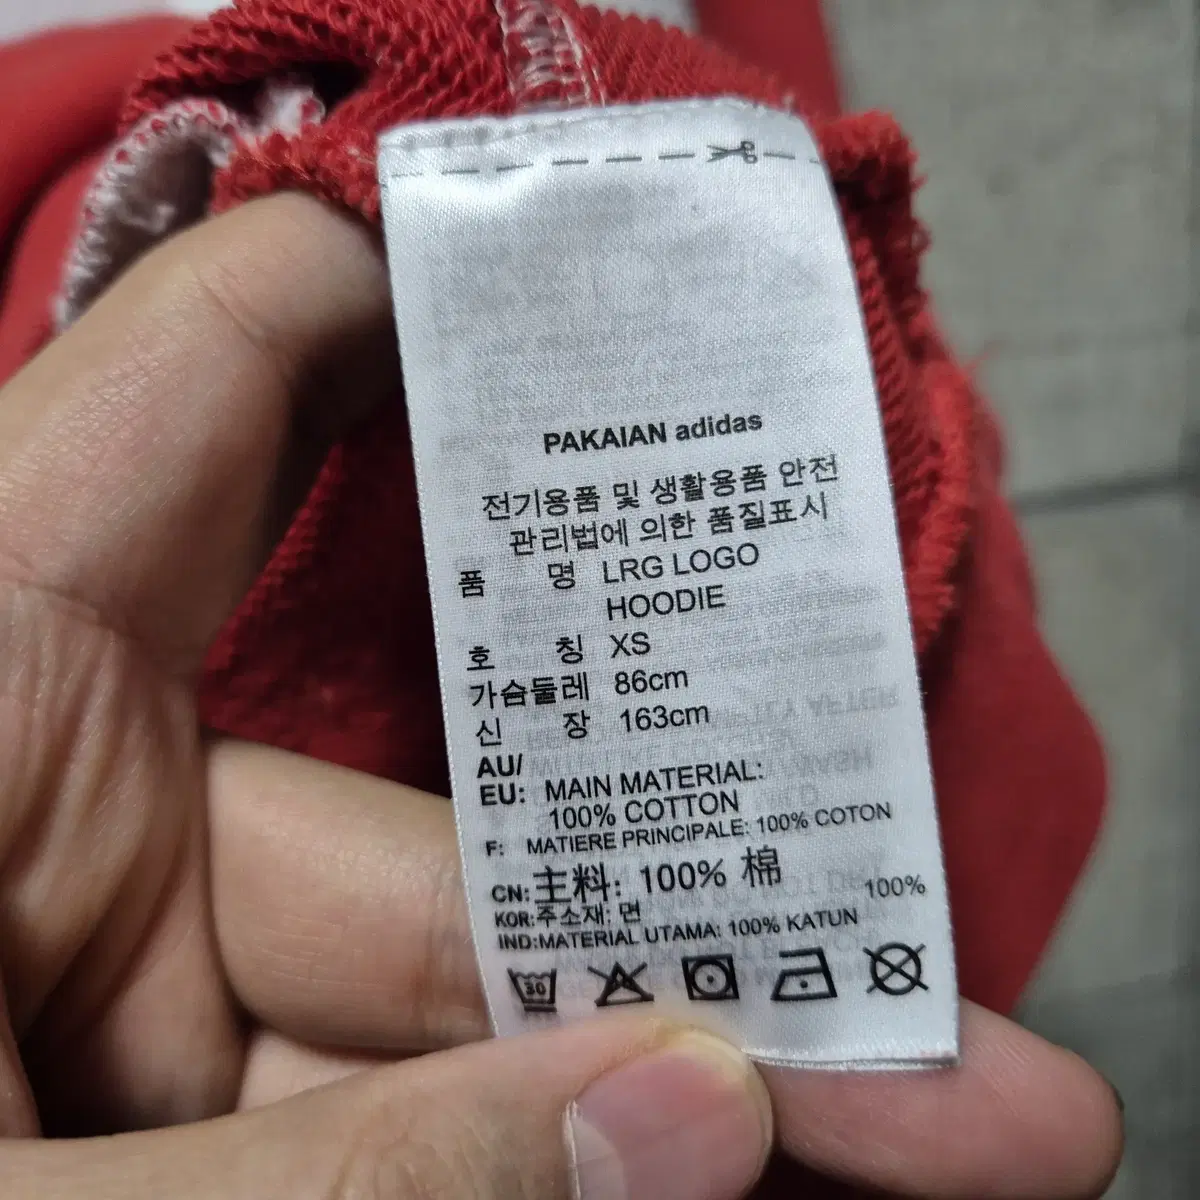 PAKAIAN adidas
전기용품 및 생활용품 안전
관리법에 의한 품질표시
품 명 LRG LOGO
HOODIE
호 칭 XS
가슴둘레 86cm
신 장 163cm
AU/
EU: MAIN MATERIAL:
100% COTTON
F: MATIERE PRINCIPALE: 100% COTON
CN:主料: 100% 棉
KOR:주소재: 면 100%
IND:MATERIAL UTAMA: 100% KATUN
30